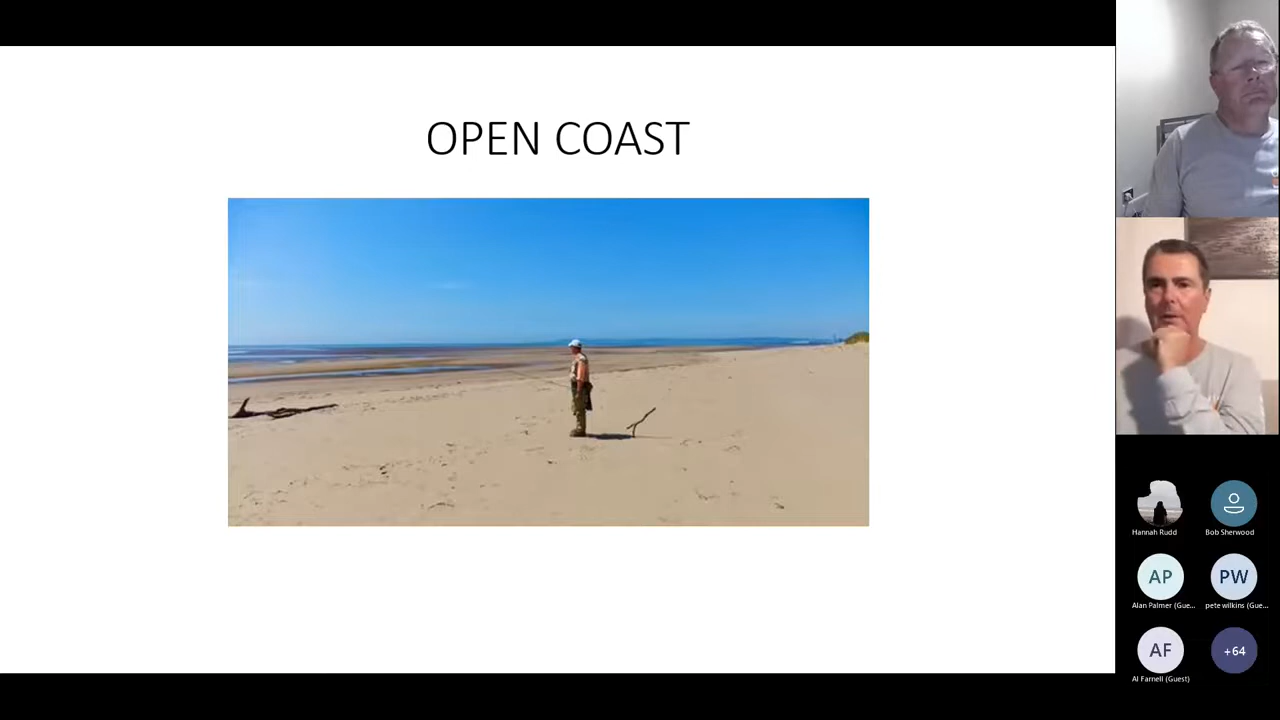 OPEN COAST
Hannah Rudd
Bob Sherwood
AP
PW
Alan Palmer (Gue...
pete wilkins (Gue...
AF
+64
Al Farnell (Guest)